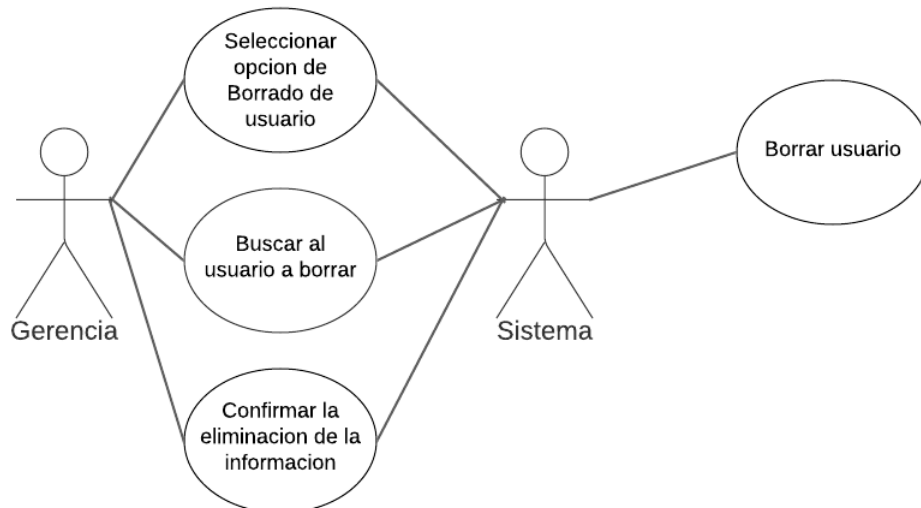 Seleccionar
opcion de
Borrado de
usuario
Borrar usuario
Buscar al
usuario a borrar
Gerencia
Sistema
Confirmar la
eliminacion de la
informacion